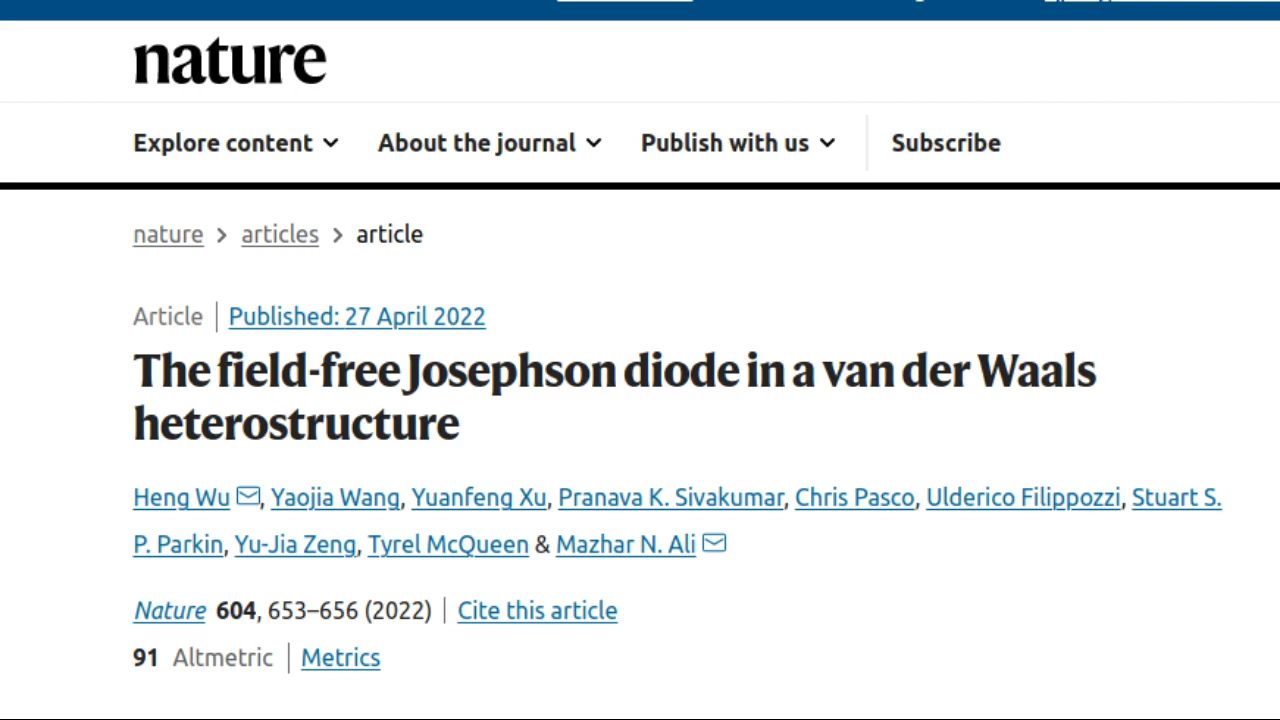 nature
Explore content About the journal Publish with us Subscribe
nature > articles > article
Article | Published: 27 April 2022
The field-free Josephson diode in a van der Waals
heterostructure
Heng Wu, Yaojia Wang, Yuanfeng Xu, Pranava K. Sivakumar, Chris Pasco, Ulderico Filippozzi, Stuart S.
P. Parkin, Yu-Jia Zeng, Tyrel McQueen & Mazhar N. Ali
Nature 604, 653–656 (2022) | Cite this article
91 Altmetric | Metrics